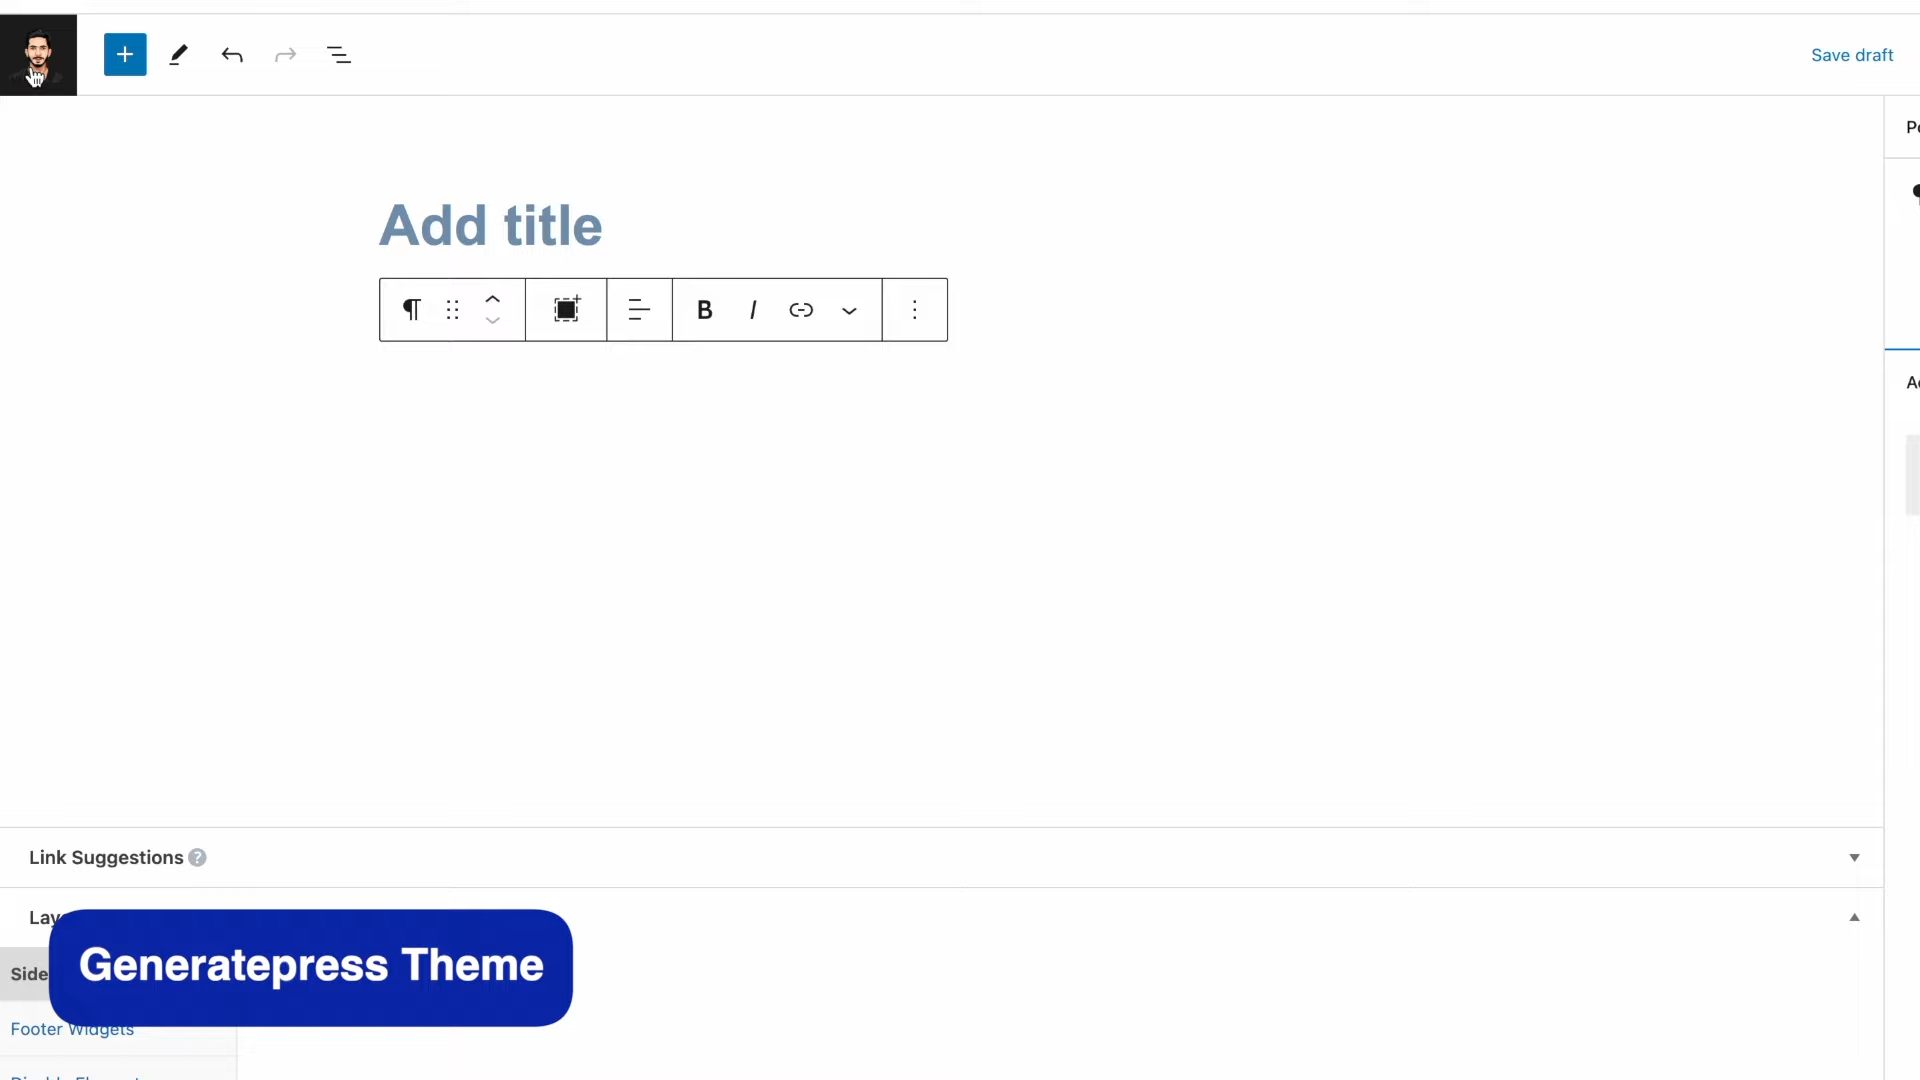 Save draft
Add title
B I
Link Suggestions ?
Generatepress Theme
Footer Widgets